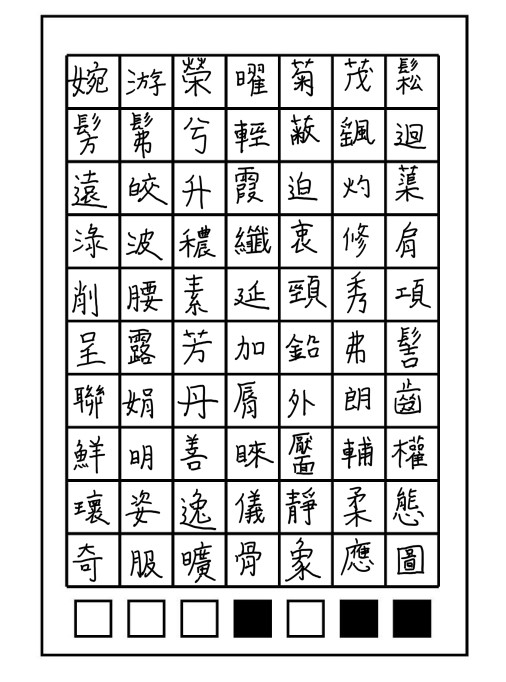 婉游榮曜菊茂鬆
髣髴兮輕蔽颻迴
遠皎升霞迫灼蕖
淥波穠纖衷修肩
削腰素延頸秀項
呈露芳加鉛弗髻
聯娟丹脣外朗齒
鮮明善睞靨輔權
瓌姿逸儀靜柔態
奇服曠骨象應圖